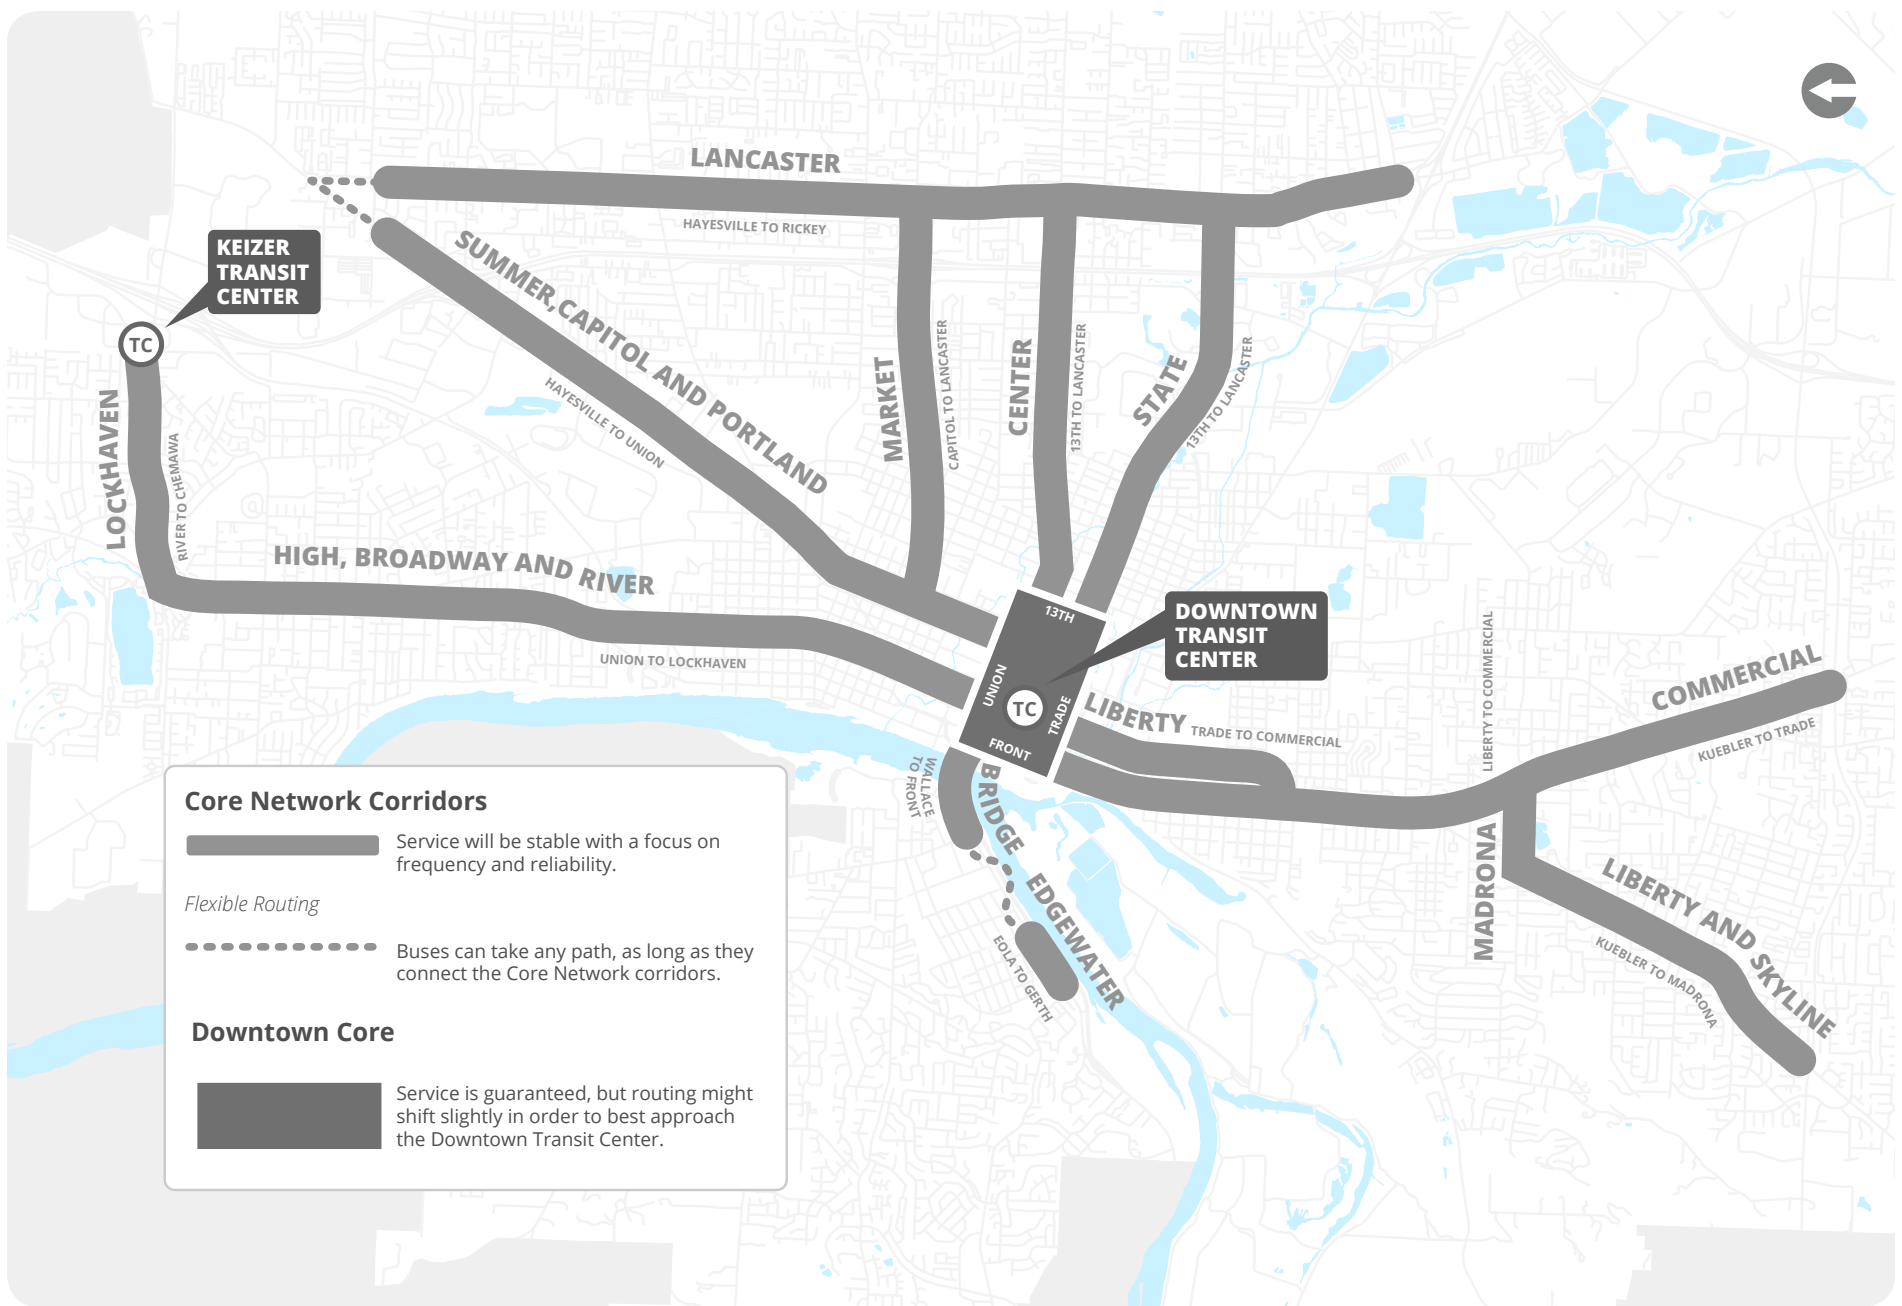 LANCASTER
HAYESVILLE TO RICKEY
KEIZER
TRANSIT
CENTER
TC
SUMMER, CAPITOL AND PORTLAND
HAYESVILLE TO UNION
MARKET
CAPITOL TO LANCASTER
CENTER
13TH TO LANCASTER
STATE
13TH TO LANCASTER
LOCKHAVEN
RIVER TO CHEMAWA
HIGH, BROADWAY AND RIVER
UNION TO LOCKHAVEN
13TH
UNION
TC
TRADE
FRONT
DOWNTOWN
TRANSIT
CENTER
LIBERTY
TRADE TO COMMERCIAL
LIBERTY TO COMMERCIAL
MADRONA
COMMERCIAL
KUEBLER TO TRADE
LIBERTY AND SKYLINE
KUEBLER TO MADRONA
WALLACE
TO FRONT
BRIDGE
EDGEWATER
EOLA TO GERTH
Core Network Corridors
Service will be stable with a focus on
frequency and reliability.
Flexible Routing
Buses can take any path, as long as they
connect the Core Network corridors.
Downtown Core
Service is guaranteed, but routing might
shift slightly in order to best approach
the Downtown Transit Center.